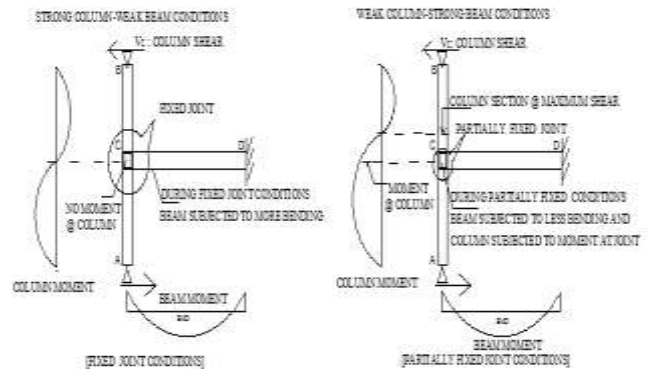 STRONG COLUMN-WEAK BEAM CONDITIONS
Vc : COLUMN SHEAR
B
FIXED JOINT
C
D
NO MOMENT
@ COLUMN
DURING FIXED JOINT CONDITIONS
BEAM SUBJECTED TO MORE BENDING
A
COLUMN MOMENT
BEAM MOMENT
[FIXED JOINT CONDITIONS]
WEAK COLUMN-STRONG BEAM CONDITIONS
Vc: COLUMN SHEAR
B
COLUMN SECTION @ MAXIMUM SHEAR
PARTIALLY FIXED JOINT
C
D
MOMENT
@ COLUMN
DURING PARTIALLY FIXED CONDITIONS
BEAM SUBJECTED TO LESS BENDING AND
COLUMN SUBJECTED TO MOMENT AT JOINT
A
COLUMN MOMENT
BEAM MOMENT
[PARTIALLY FIXED JOINT CONDITIONS]